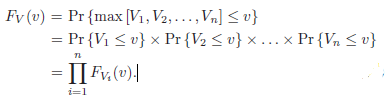 F_V(v) = Pr{max[V_1, V_2, ..., V_n] ≤ v}
= Pr{V_1 ≤ v} × Pr{V_2 ≤ v} × ... × Pr{V_n ≤ v}
= ∏_{i=1}^{n} F_{V_i}(v).